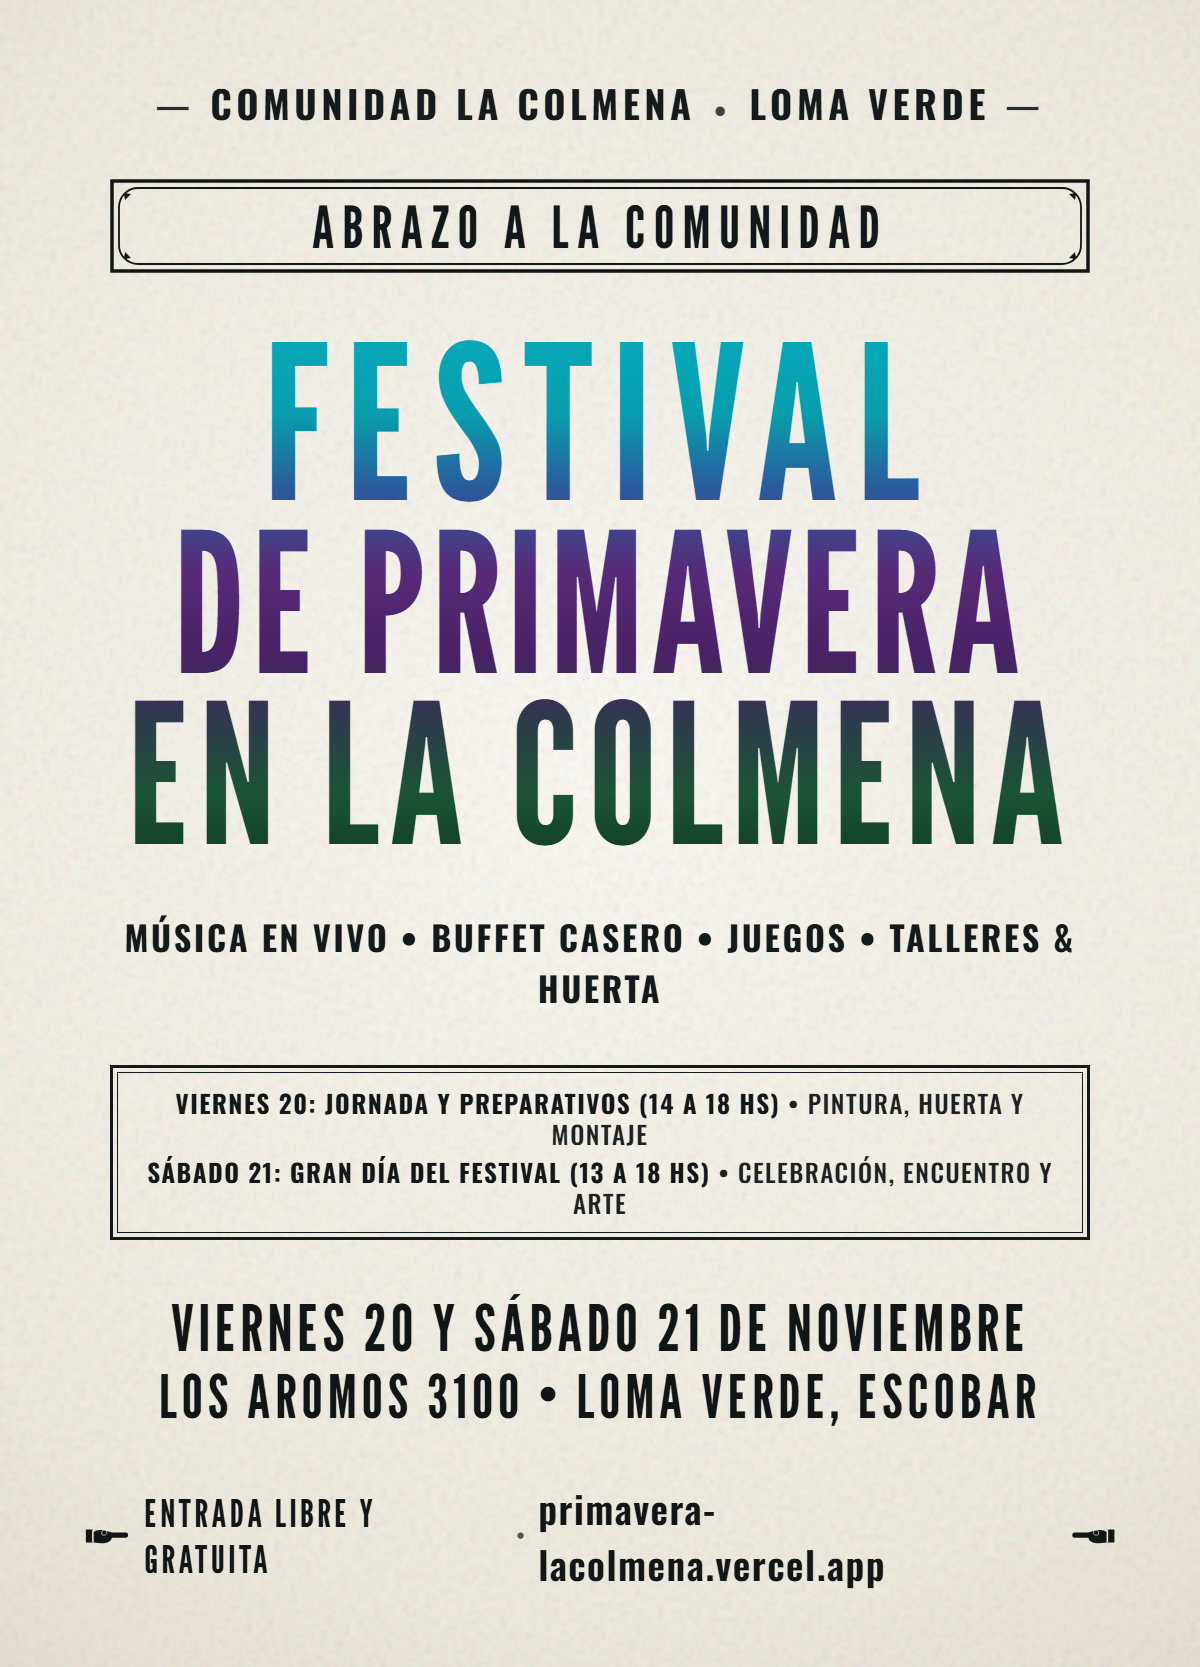 — COMUNIDAD LA COLMENA • LOMA VERDE —
ABRAZO A LA COMUNIDAD
FESTIVAL
DE PRIMAVERA
EN LA COLMENA
MÚSICA EN VIVO • BUFFET CASERO • JUEGOS • TALLERES &
HUERTA
VIERNES 20: JORNADA Y PREPARATIVOS (14 A 18 HS) • PINTURA, HUERTA Y
MONTAJE
SÁBADO 21: GRAN DÍA DEL FESTIVAL (13 A 18 HS) • CELEBRACIÓN, ENCUENTRO Y
ARTE
VIERNES 20 Y SÁBADO 21 DE NOVIEMBRE
LOS AROMOS 3100 • LOMA VERDE, ESCOBAR
ENTRADA LIBRE Y
GRATUITA
•
primavera-
lacolmena.vercel.app